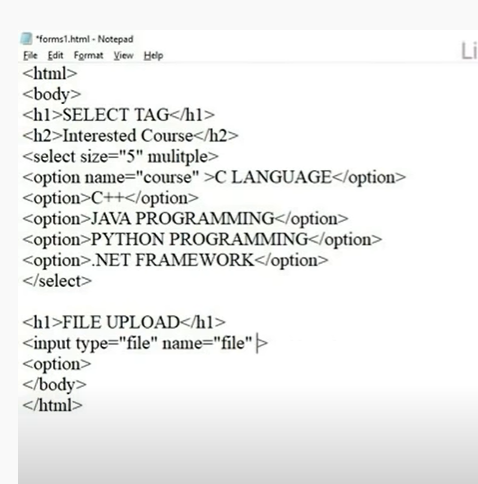 *forms1.html - Notepad
File Edit Format View Help
Li
<html>
<body>
<h1>SELECT TAG</h1>
<h2>Interested Course</h2>
<select size="5" mulitple>
<option name="course" >C LANGUAGE</option>
<option>C++</option>
<option>JAVA PROGRAMMING</option>
<option>PYTHON PROGRAMMING</option>
<option>.NET FRAMEWORK</option>
</select>
<h1>FILE UPLOAD</h1>
<input type="file" name="file" >
<option>
</body>
</html>